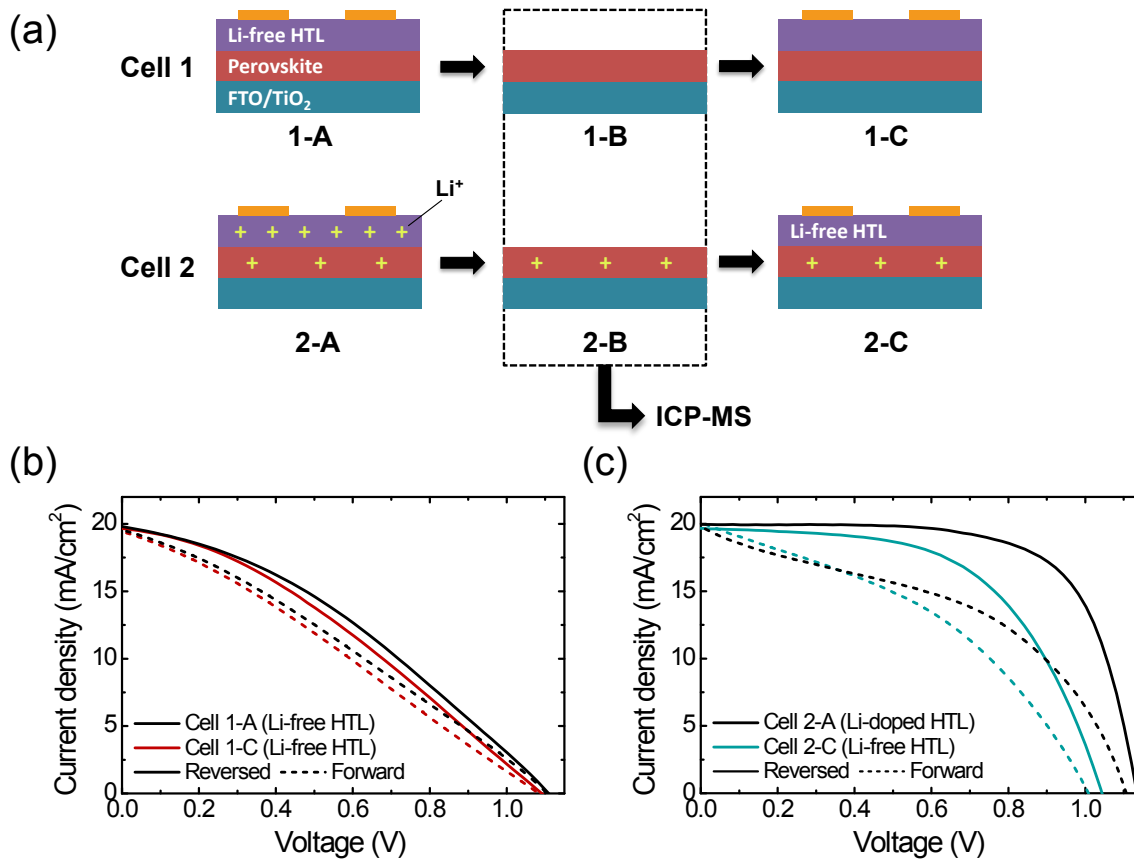 (a)
Cell 1
Li-free HTL
Perovskite
FTO/TiO₂
1-A
1-B
1-C
Li⁺
Cell 2
+ + + + + +
+ + +
+ + +
Li-free HTL
+ + +
2-A
2-B
2-C
ICP-MS
(b)
Current density (mA/cm²)
20
15
10
5
0
Cell 1-A (Li-free HTL)
Cell 1-C (Li-free HTL)
Reversed Forward
0.0 0.2 0.4 0.6 0.8 1.0
Voltage (V)
(c)
Current density (mA/cm²)
20
15
10
5
0
Cell 2-A (Li-doped HTL)
Cell 2-C (Li-free HTL)
Reversed Forward
0.0 0.2 0.4 0.6 0.8 1.0
Voltage (V)